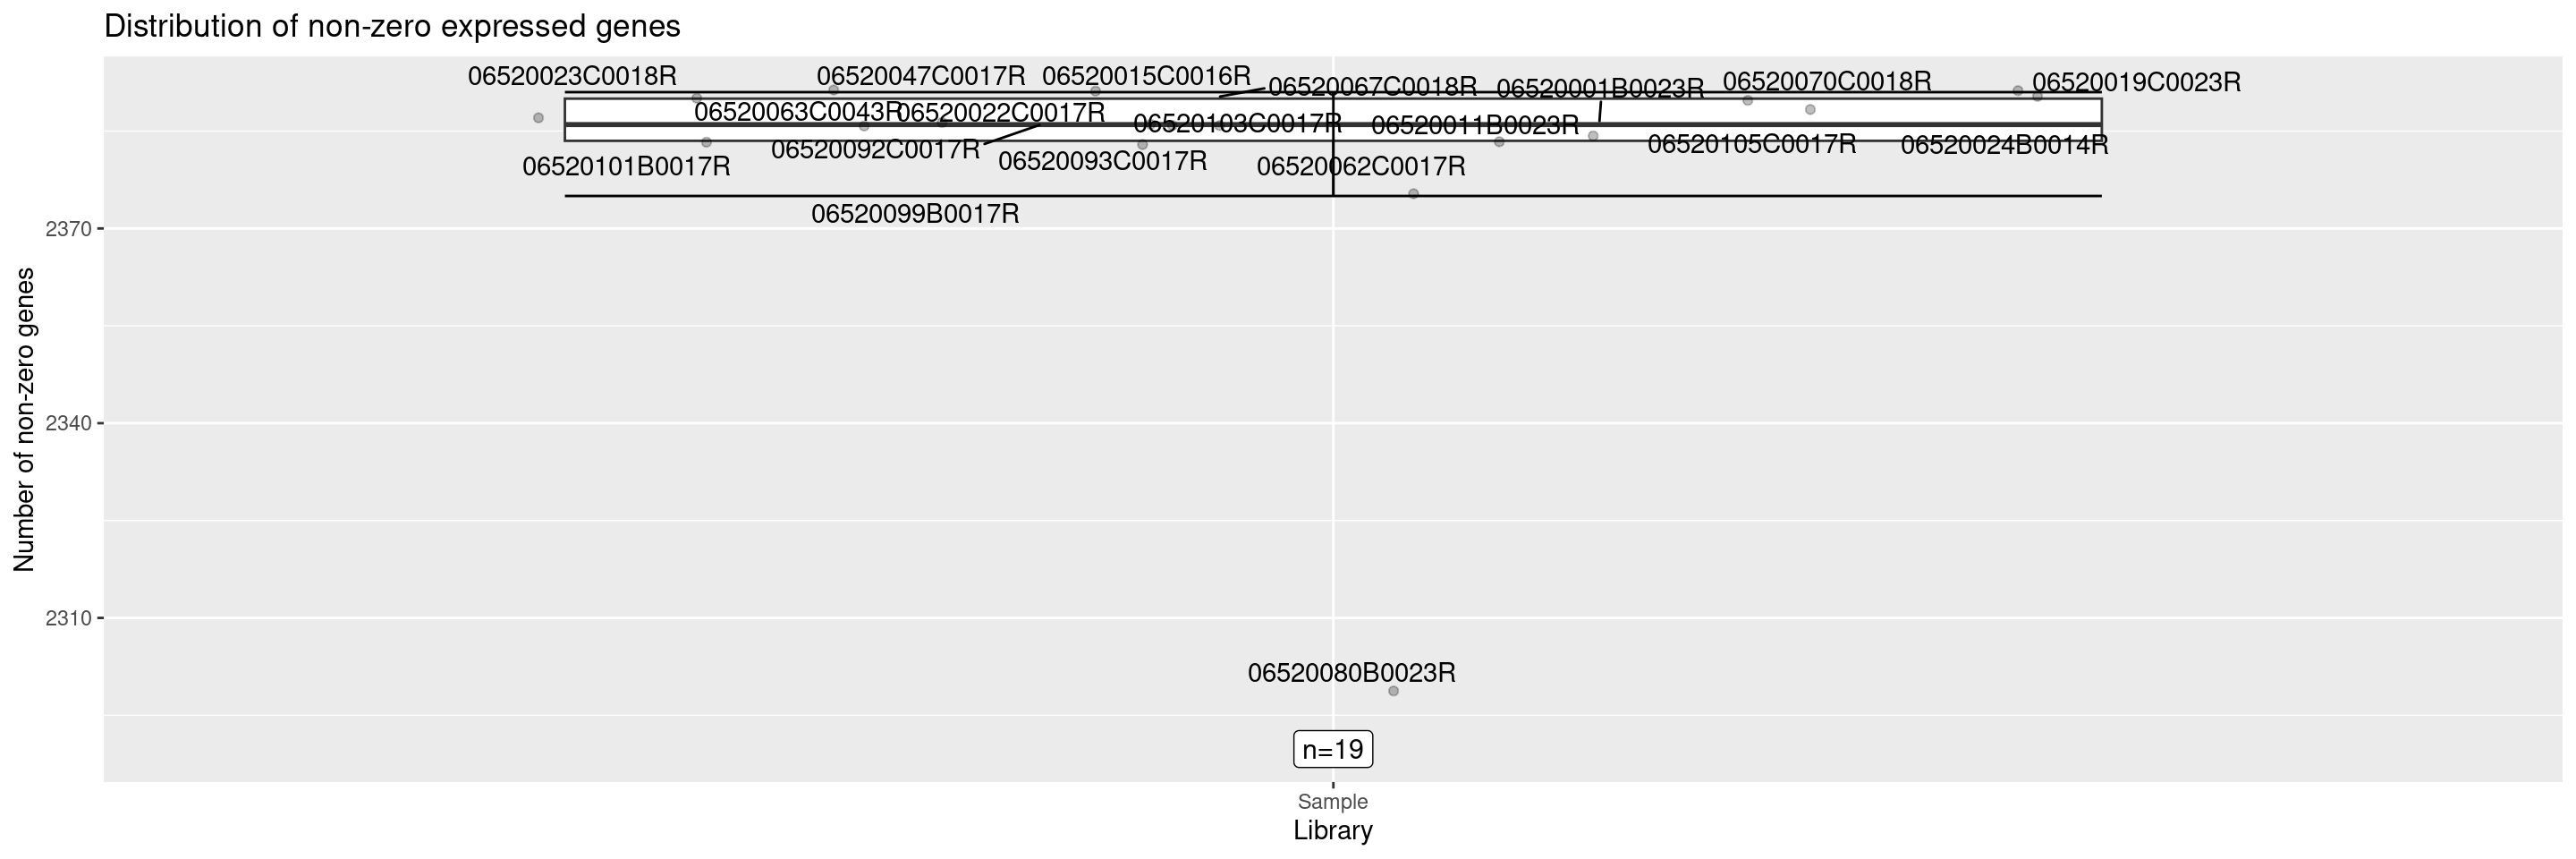 Distribution of non-zero expressed genes
06520023C0018R
06520047C0017R
06520015C0016R
06520067C0018R
06520001B0023R
06520070C0018R
06520019C0023R
06520063C0043R
06520022C0017R
06520103C0017R
06520011B0023R
06520105C0017R
06520024B0014R
06520092C0017R
06520093C0017R
06520062C0017R
06520101B0017R
06520099B0017R
2370
2340
2310
Number of non-zero genes
06520080B0023R
n=19
Sample
Library